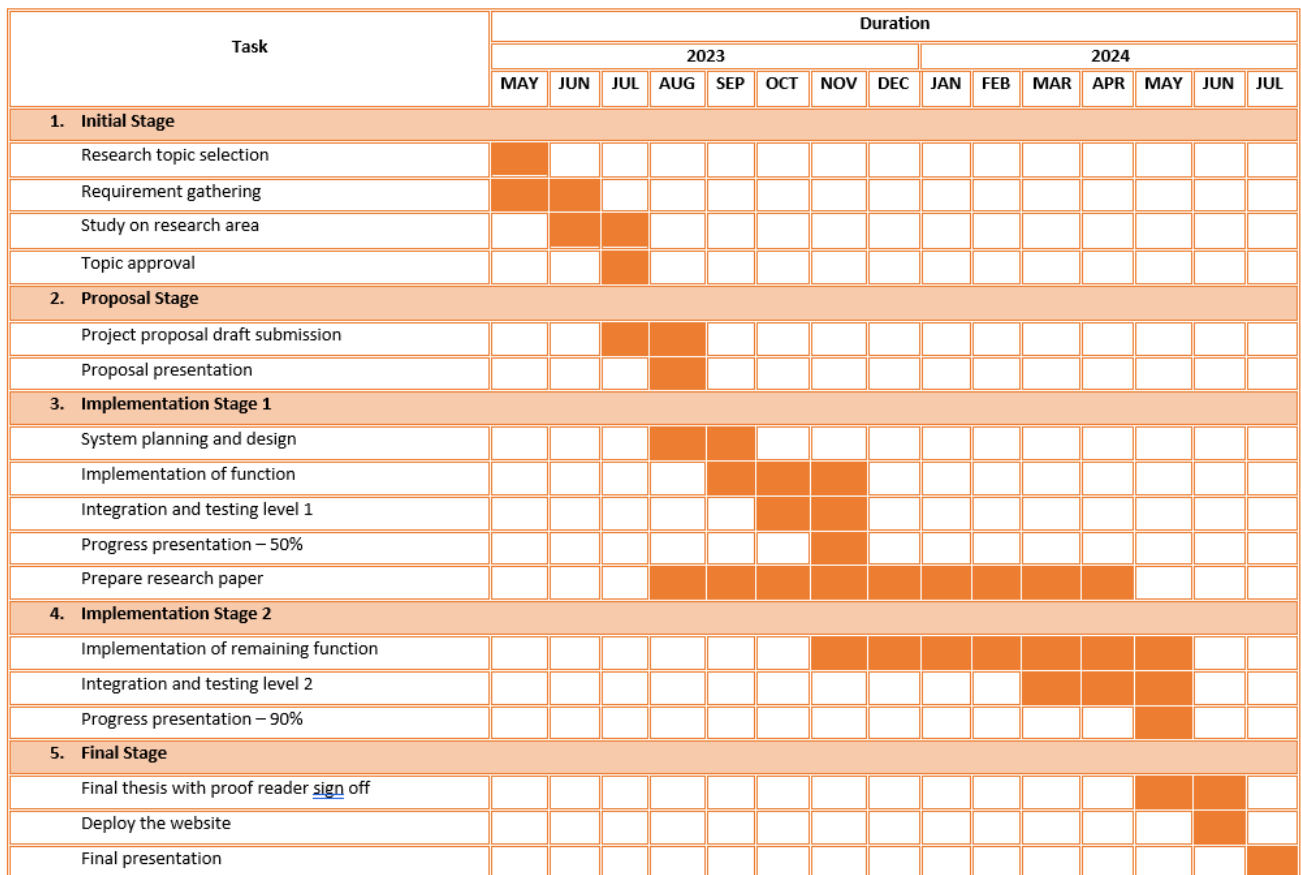 Task
Duration
2023 2024
MAY JUN JUL AUG SEP OCT NOV DEC JAN FEB MAR APR MAY JUN JUL
1. Initial Stage
Research topic selection
Requirement gathering
Study on research area
Topic approval
2. Proposal Stage
Project proposal draft submission
Proposal presentation
3. Implementation Stage 1
System planning and design
Implementation of function
Integration and testing level 1
Progress presentation – 50%
Prepare research paper
4. Implementation Stage 2
Implementation of remaining function
Integration and testing level 2
Progress presentation – 90%
5. Final Stage
Final thesis with proof reader sign off
Deploy the website
Final presentation